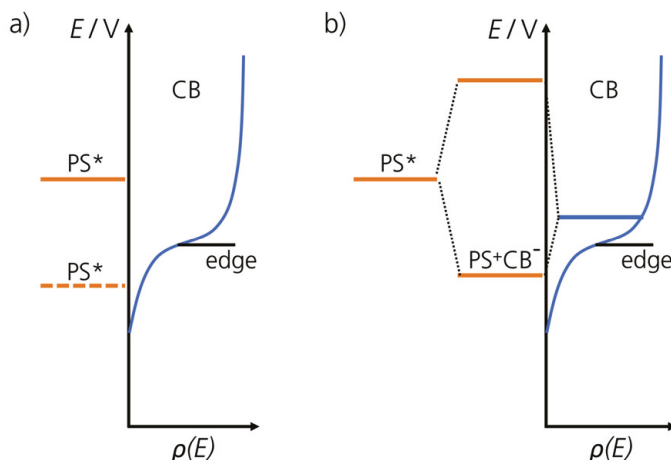 a)
E / V
CB
PS*
PS*
edge
ρ(E)
b)
E / V
CB
PS*
PS⁺CB⁻
edge
ρ(E)